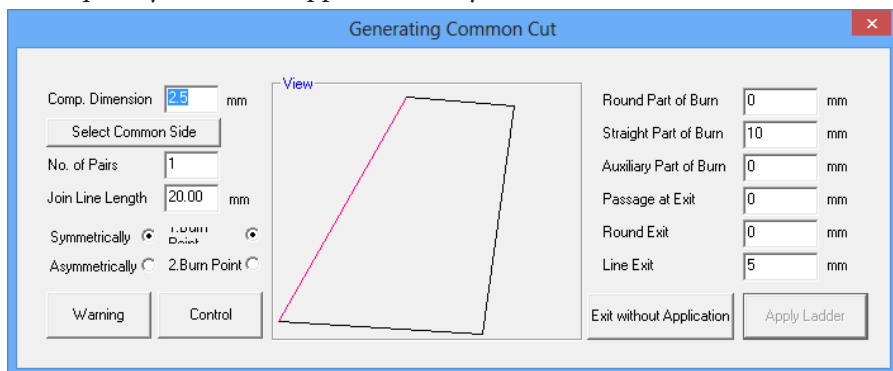 Generating Common Cut
Comp. Dimension 2.5 mm
Select Common Side
No. of Pairs 1
Join Line Length 20.00 mm
Symmetrically 1.Burn Point
Asymmetrically 2.Burn Point
Warning Control
View
Round Part of Burn 0 mm
Straight Part of Burn 10 mm
Auxiliary Part of Burn 0 mm
Passage at Exit 0 mm
Round Exit 0 mm
Line Exit 5 mm
Exit without Application Apply Ladder